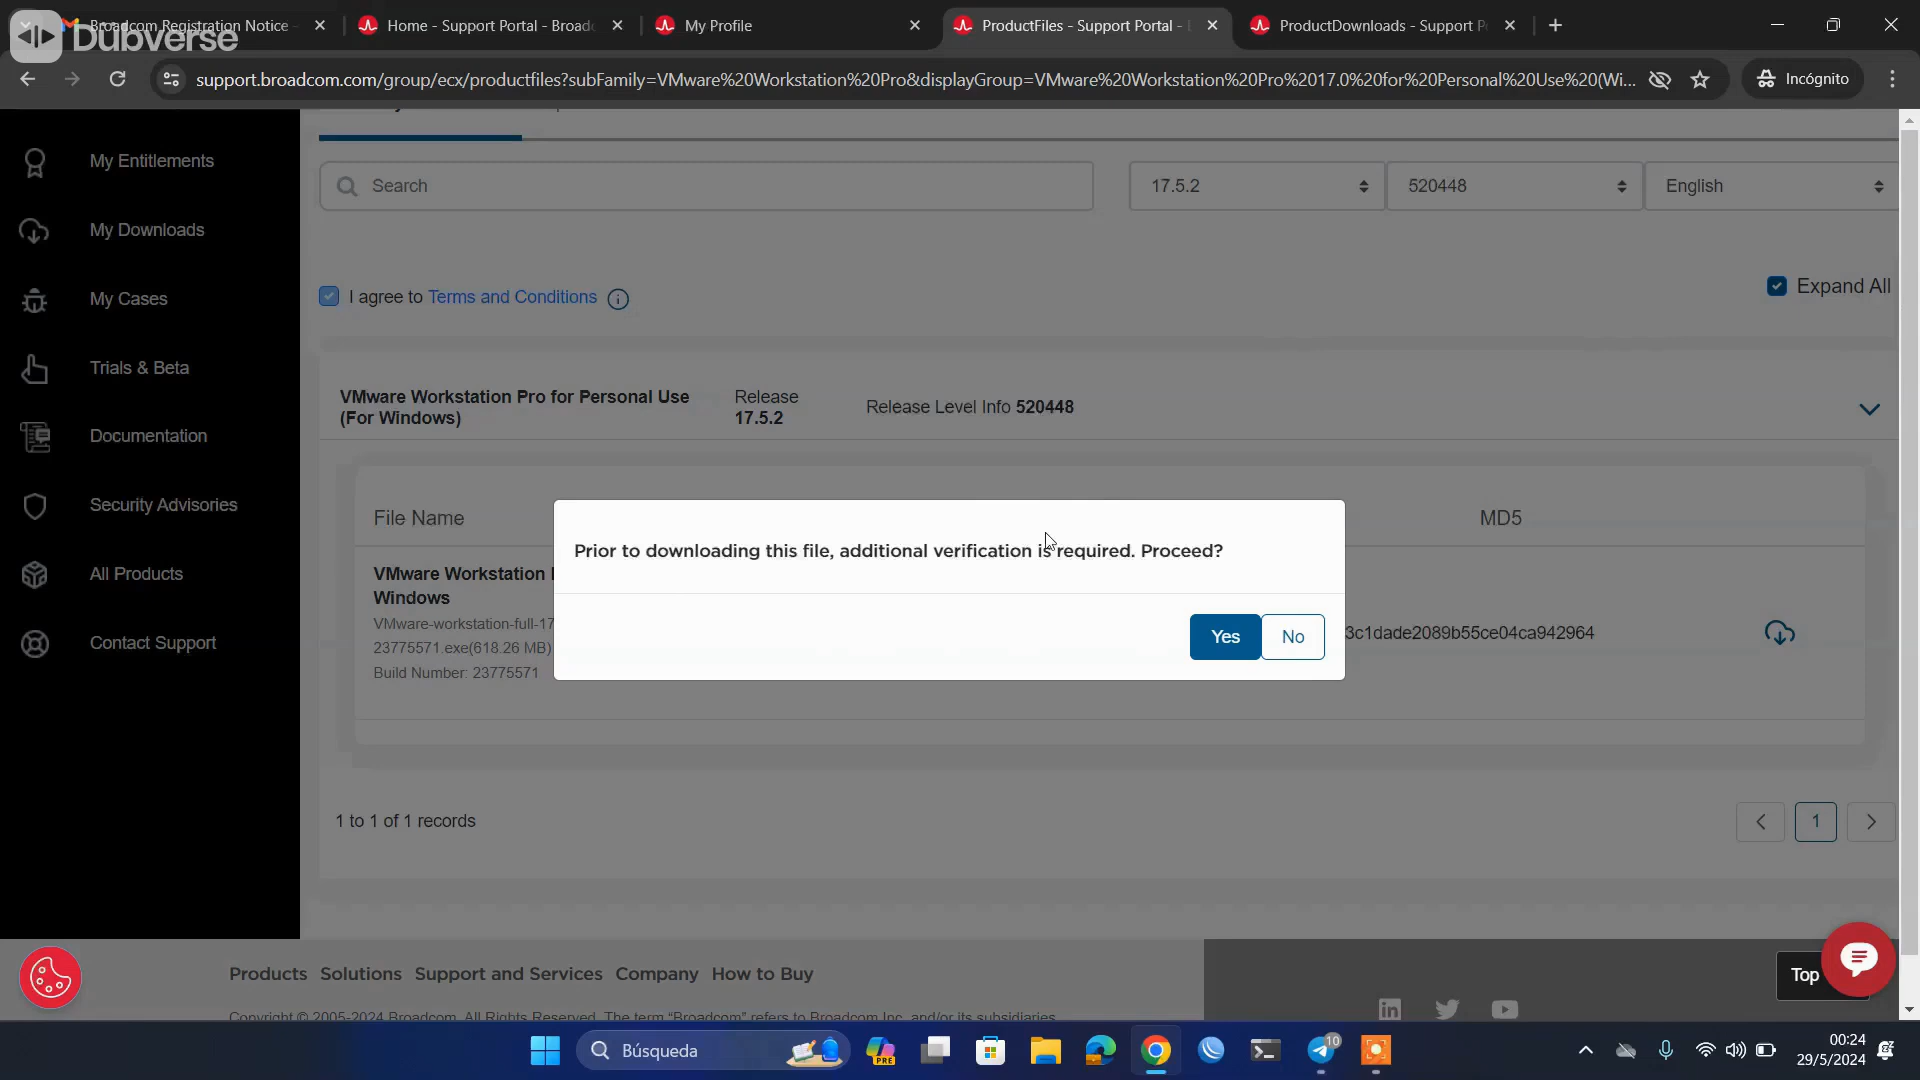 Broadcom Registration Notice
Home - Support Portal - Broadc
My Profile
ProductFiles - Support Portal -
ProductDownloads - Support P
Dubverse
support.broadcom.com/group/ecx/productfiles?subFamily=VMware%20Workstation%20Pro&displayGroup=VMware%20Workstation%20Pro%2017.0%20for%20Personal%20Use%20(Wi...
Incógnito
My Entitlements
My Downloads
My Cases
Trials & Beta
Documentation
Security Advisories
All Products
Contact Support
Search
17.5.2
520448
English
I agree to Terms and Conditions
Expand All
VMware Workstation Pro for Personal Use
(For Windows)
Release
17.5.2
Release Level Info 520448
File Name
MD5
VMware Workstation
Windows
VMware-workstation-full-17
23775571.exe(618.26 MB)
Build Number: 23775571
3c1dade2089b55ce04ca942964
Prior to downloading this file, additional verification is required. Proceed?
Yes
No
1 to 1 of 1 records
1
Products
Solutions
Support and Services
Company
How to Buy
Copyright © 2005-2024 Broadcom. All Rights Reserved. The term "Broadcom" refers to Broadcom Inc. and/or its subsidiaries.
Top
Búsqueda
PRE
10
00:24
29/5/2024